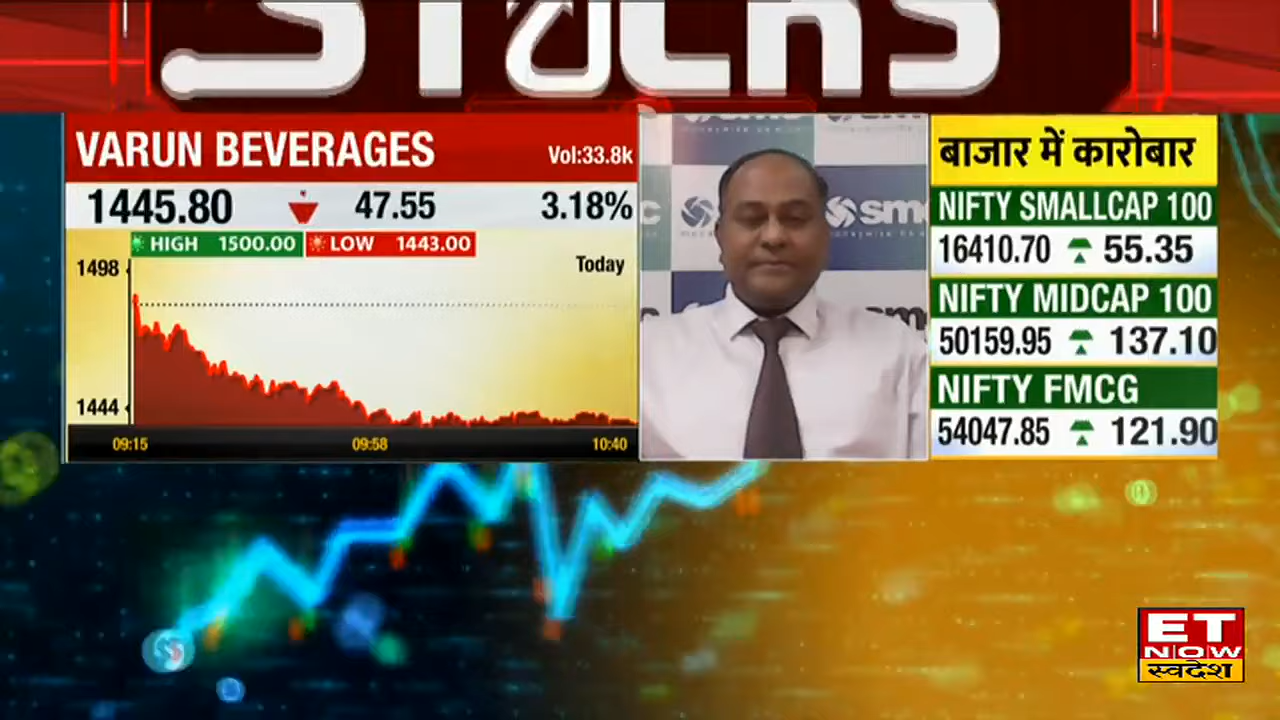 STOCKS
VARUN BEVERAGES Vol:33.8k
1445.80 47.55 3.18%
HIGH 1500.00 LOW 1443.00
Today
1498
1444
09:15 09:58 10:40
smc
बाजार में कारोबार
NIFTY SMALLCAP 100
16410.70 55.35
NIFTY MIDCAP 100
50159.95 137.10
NIFTY FMCG
54047.85 121.90
ET
NOW
स्वदेश